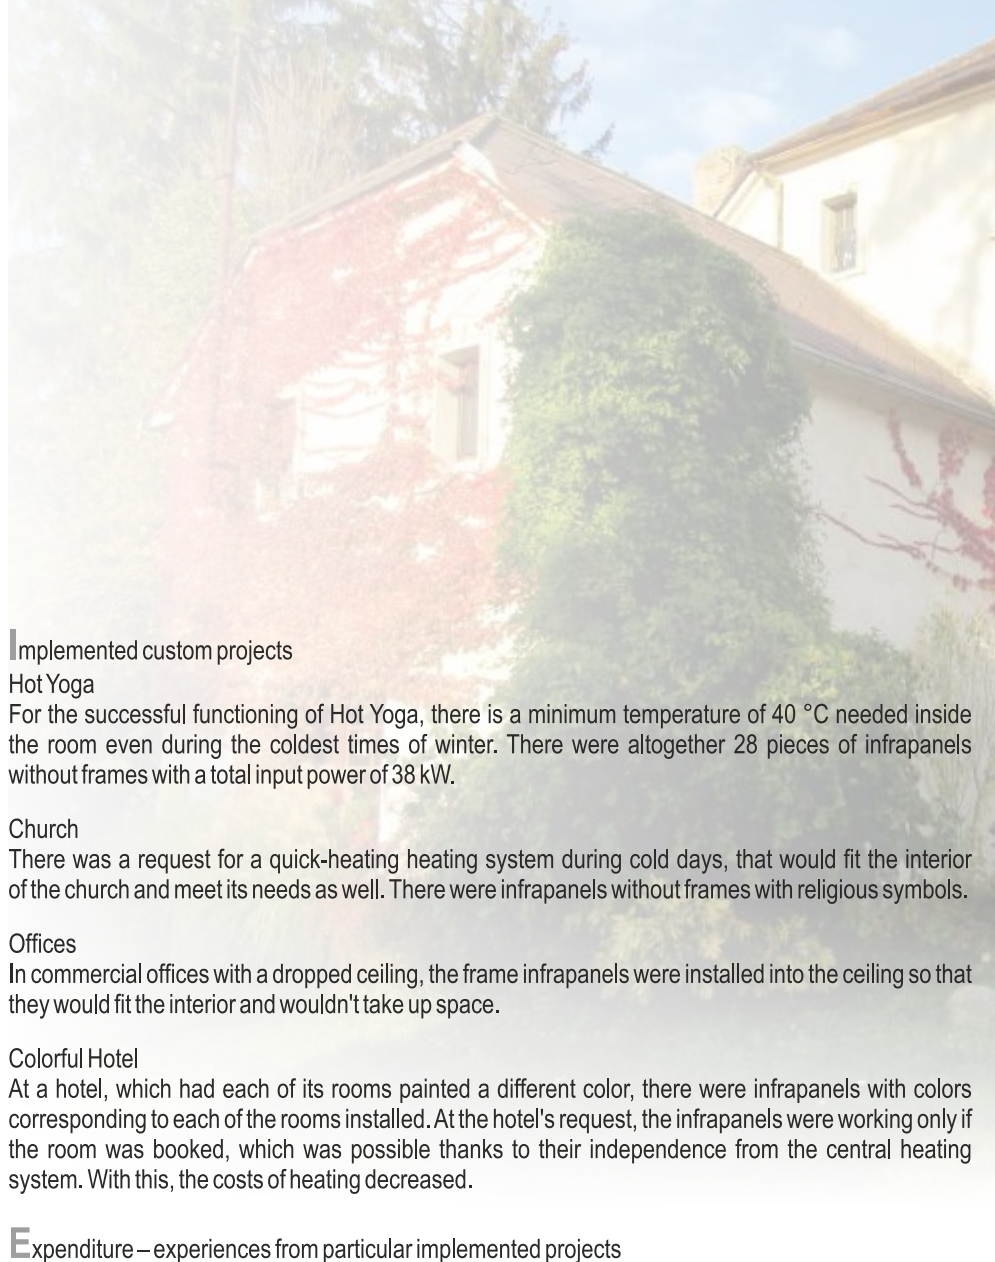 Implemented custom projects
Hot Yoga
For the successful functioning of Hot Yoga, there is a minimum temperature of 40 °C needed inside
the room even during the coldest times of winter. There were altogether 28 pieces of infrapanels
without frames with a total input power of 38 kW.
Church
There was a request for a quick-heating heating system during cold days, that would fit the interior
of the church and meet its needs as well. There were infrapanels without frames with religious symbols.
Offices
In commercial offices with a dropped ceiling, the frame infrapanels were installed into the ceiling so that
they would fit the interior and wouldn't take up space.
Colorful Hotel
At a hotel, which had each of its rooms painted a different color, there were infrapanels with colors
corresponding to each of the rooms installed. At the hotel's request, the infrapanels were working only if
the room was booked, which was possible thanks to their independence from the central heating
system. With this, the costs of heating decreased.
Expenditure – experiences from particular implemented projects